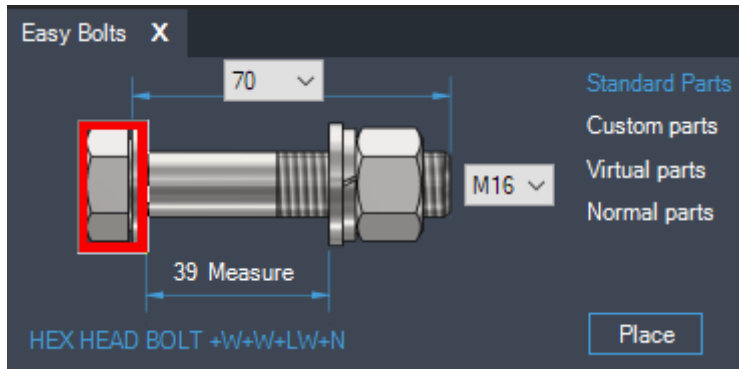 Easy Bolts X
70
Standard Parts
Custom parts
Virtual parts
M16
Normal parts
39 Measure
HEX HEAD BOLT +W+W+LW+N
Place